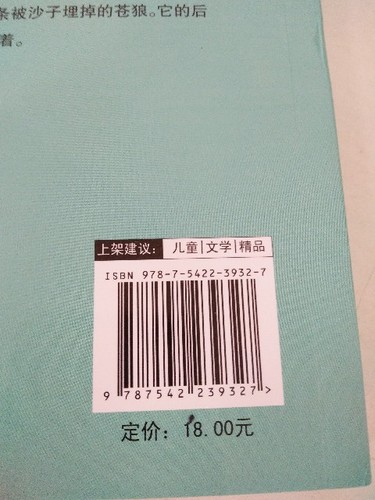 条被沙子埋掉的苍狼。它的后
着。
上架建议: 儿童|文学|精品
ISBN 978-7-5422-3932-7
9 787542 239327 >
定价: 18.00元